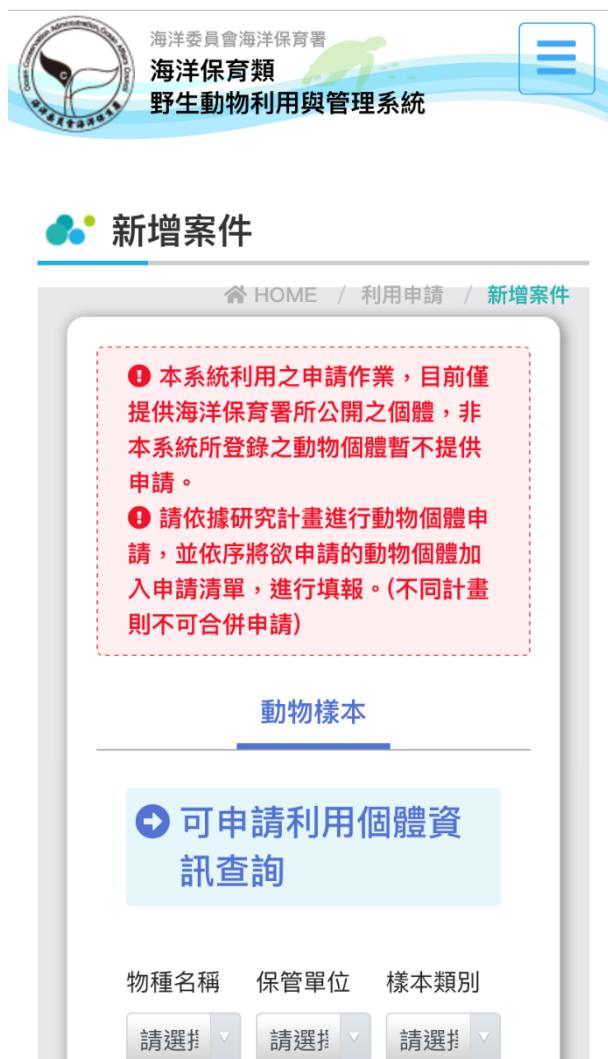 海洋委員會海洋保育署
海洋保育類
野生動物利用與管理系統
新增案件
HOME / 利用申請 / 新增案件
本系統利用之申請作業，目前僅
提供海洋保育署所公開之個體，非
本系統所登錄之動物個體暫不提供
申請。
請依據研究計畫進行動物個體申
請，並依序將欲申請的動物個體加
入申請清單，進行填報。(不同計畫
則不可合併申請)
動物樣本
可申請利用個體資
訊查詢
物種名稱 保管單位 樣本類別
請選 請選 請選